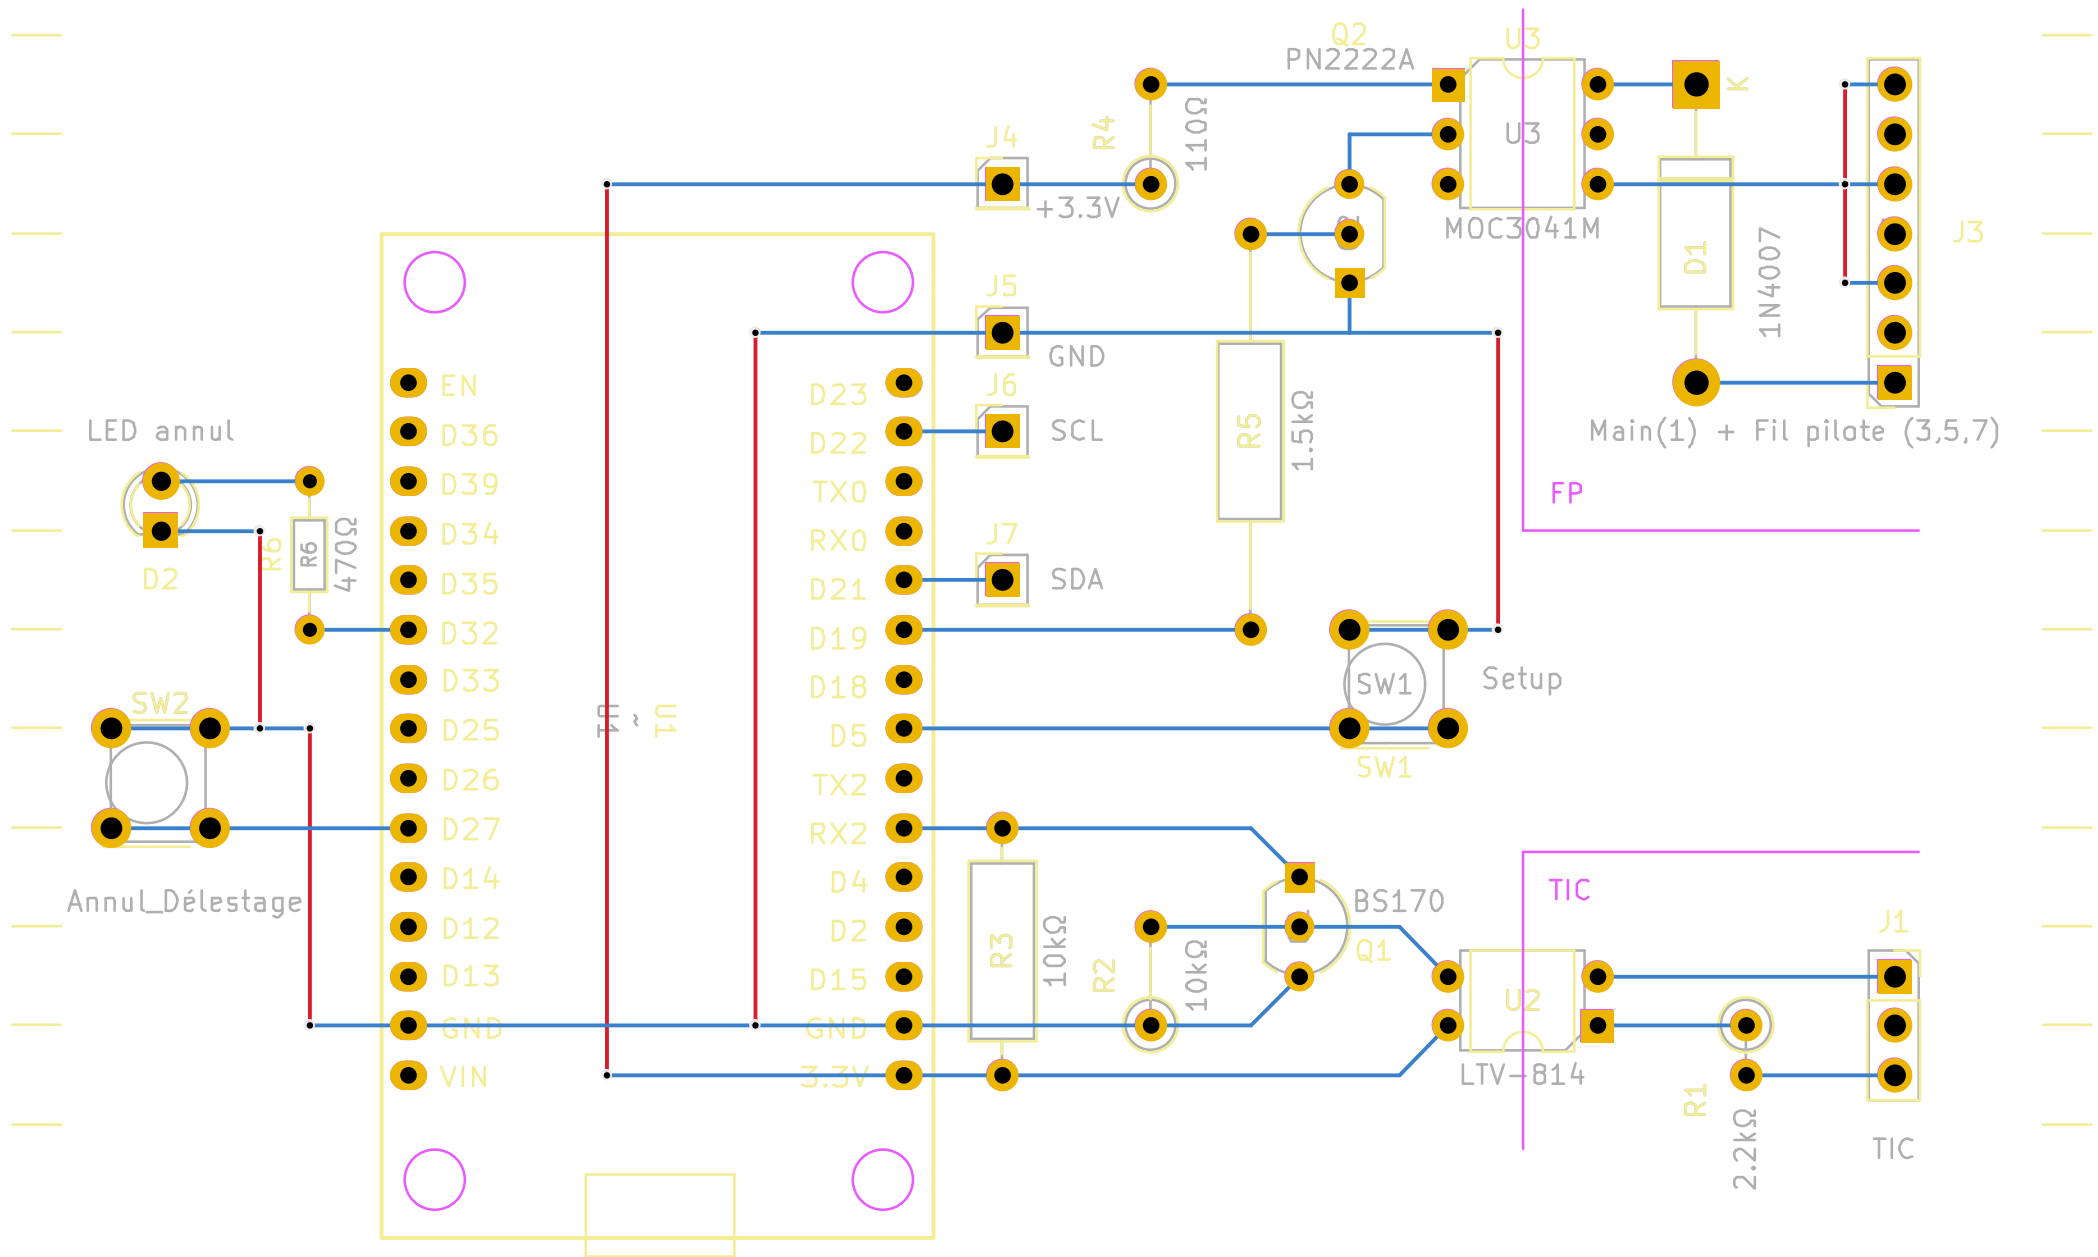 Q2
PN2222A
U3
K
J4
R4
110Ω
U3
+3.3V
MOC3041M
J3
D1
1N4007
J5
GND
J6
SCL
EN
D36
D39
D34
D35
D32
D33
D25
D26
D27
D14
D12
D13
GND
VIN
D23
D22
TX0
RX0
D21
D19
D18
D5
TX2
RX2
D4
D2
D15
GND
3.3V
U1
~
U1
LED annul
D2
R6
R6
470Ω
SW2
Annul_Délestage
J7
SDA
R5
1.5kΩ
Main(1) + Fil pilote (3,5,7)
FP
SW1
Setup
SW1
TIC
BS170
Q1
R3
10kΩ
R2
10kΩ
U2
LTV-814
J1
R1
2.2kΩ
TIC